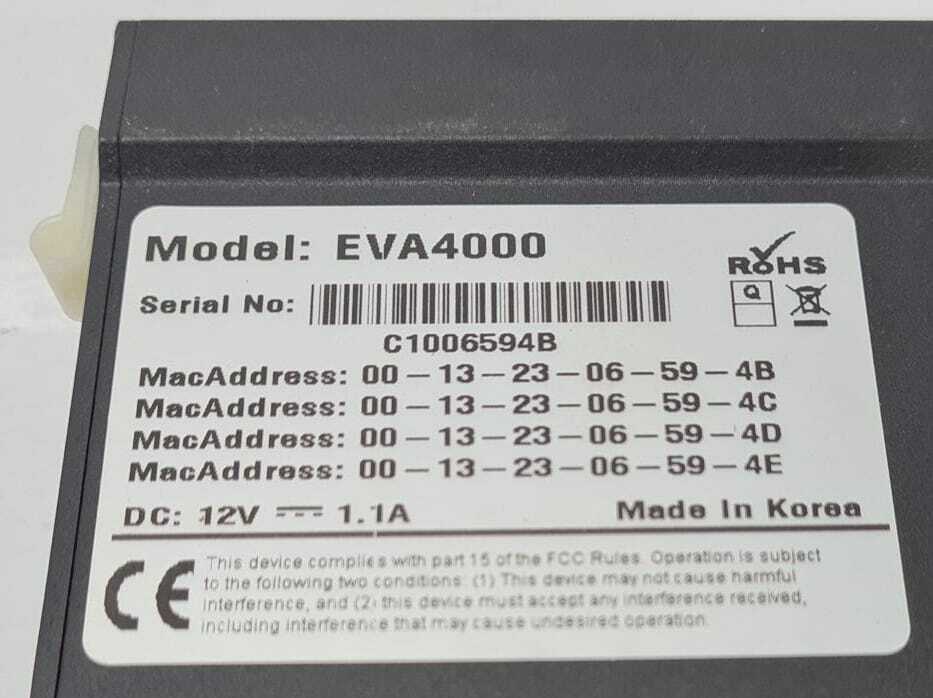 Model: EVA4000
RoHS
Serial No:
Q
C1006594B
MacAddress: 00-13-23-06-59-4B
MacAddress: 00-13-23-06-59-4C
MacAddress: 00-13-23-06-59-4D
MacAddress: 00-13-23-06-59-4E
DC: 12V ⎓ 1.1A
Made In Korea
CE
This device complies with part 15 of the FCC Rules. Operation is subject
to the following two conditions: (1) This device may not cause harmful
interference, and (2) this device must accept any interference received,
including interference that may cause undesired operation.